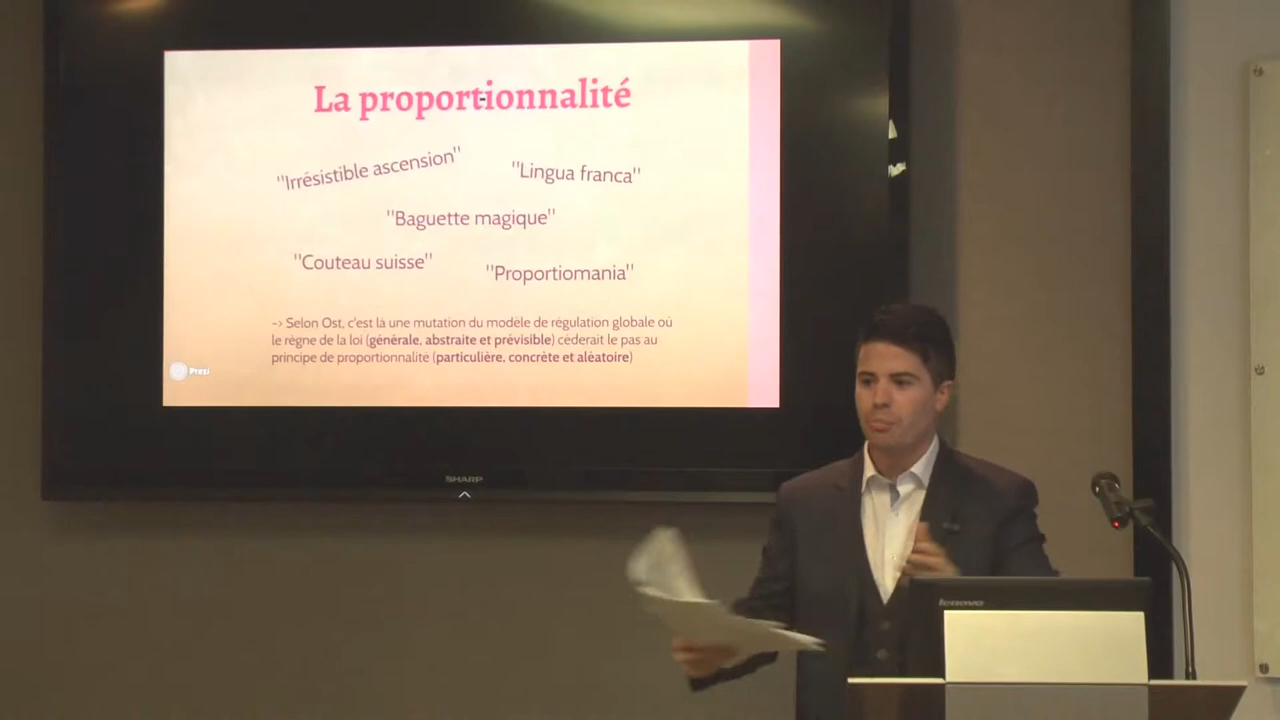 La proportionnalité
"Irrésistible ascension"
"Lingua franca"
"Baguette magique"
"Couteau suisse"
"Proportiomania"
-> Selon Ost, c'est là une mutation du modèle de régulation globale où
le règne de la loi (générale, abstraite et prévisible) cèderait le pas au
principe de proportionnalité (particulière, concrète et aléatoire)
Prezi
SHARP
lenovo